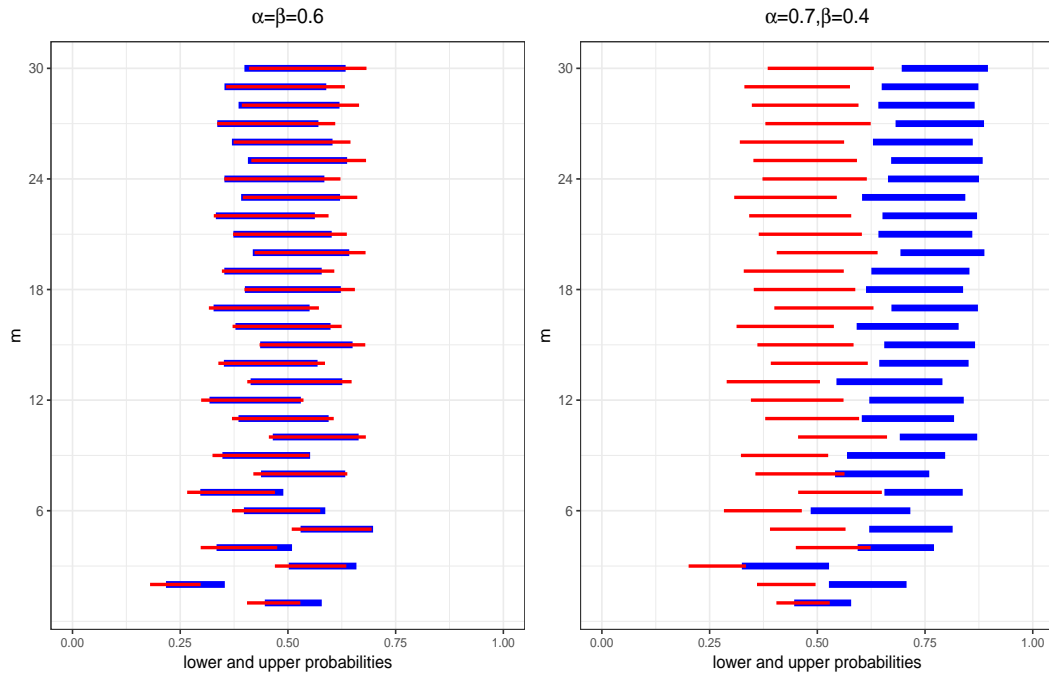 α=β=0.6
30
24
18
12
6
m
0.00 0.25 0.50 0.75 1.00
lower and upper probabilities
α=0.7,β=0.4
30
24
18
12
6
m
0.00 0.25 0.50 0.75 1.00
lower and upper probabilities